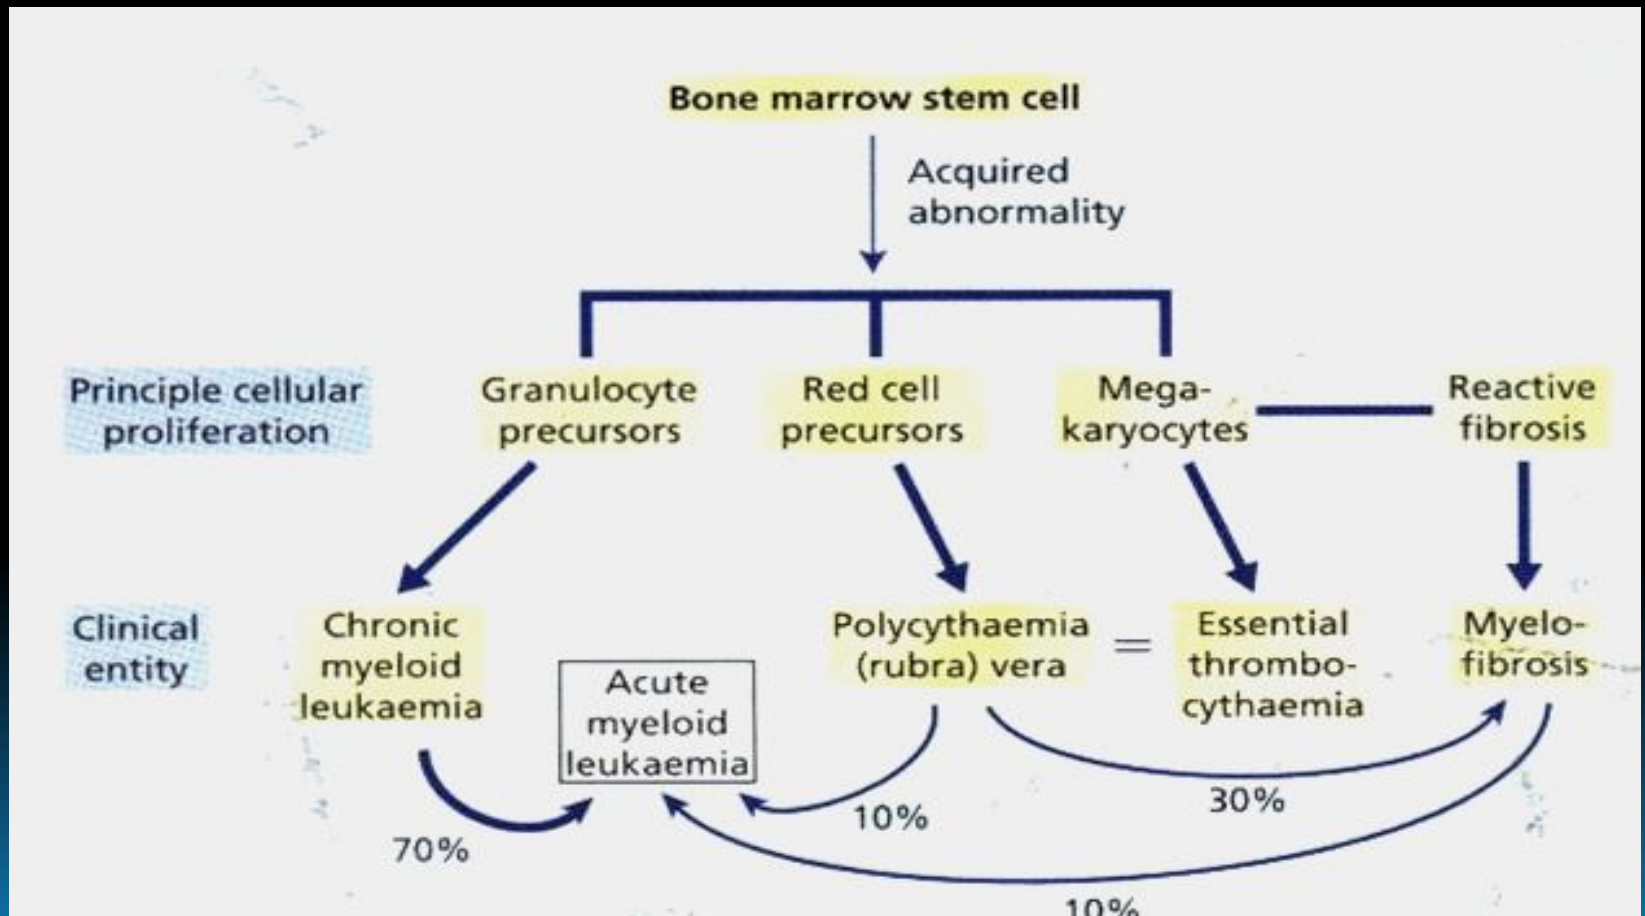 Bone marrow stem cell
Acquired
abnormality
Principle cellular
proliferation
Granulocyte
precursors
Red cell
precursors
Mega-
karyocytes
Reactive
fibrosis
Clinical
entity
Chronic
myeloid
leukaemia
Acute
myeloid
leukaemia
Polycythaemia
(rubra) vera
=
Essential
thrombo-
cythaemia
Myelo-
fibrosis
70%
10%
30%
10%